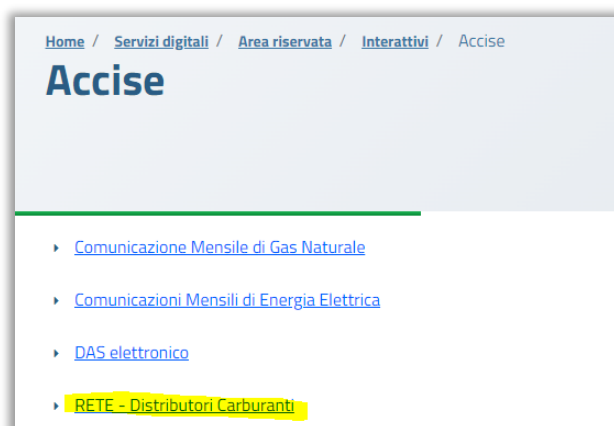 Home / Servizi digitali / Area riservata / Interattivi / Accise
Accise
Comunicazione Mensile di Gas Naturale
Comunicazioni Mensili di Energia Elettrica
DAS elettronico
RETE - Distributori Carburanti